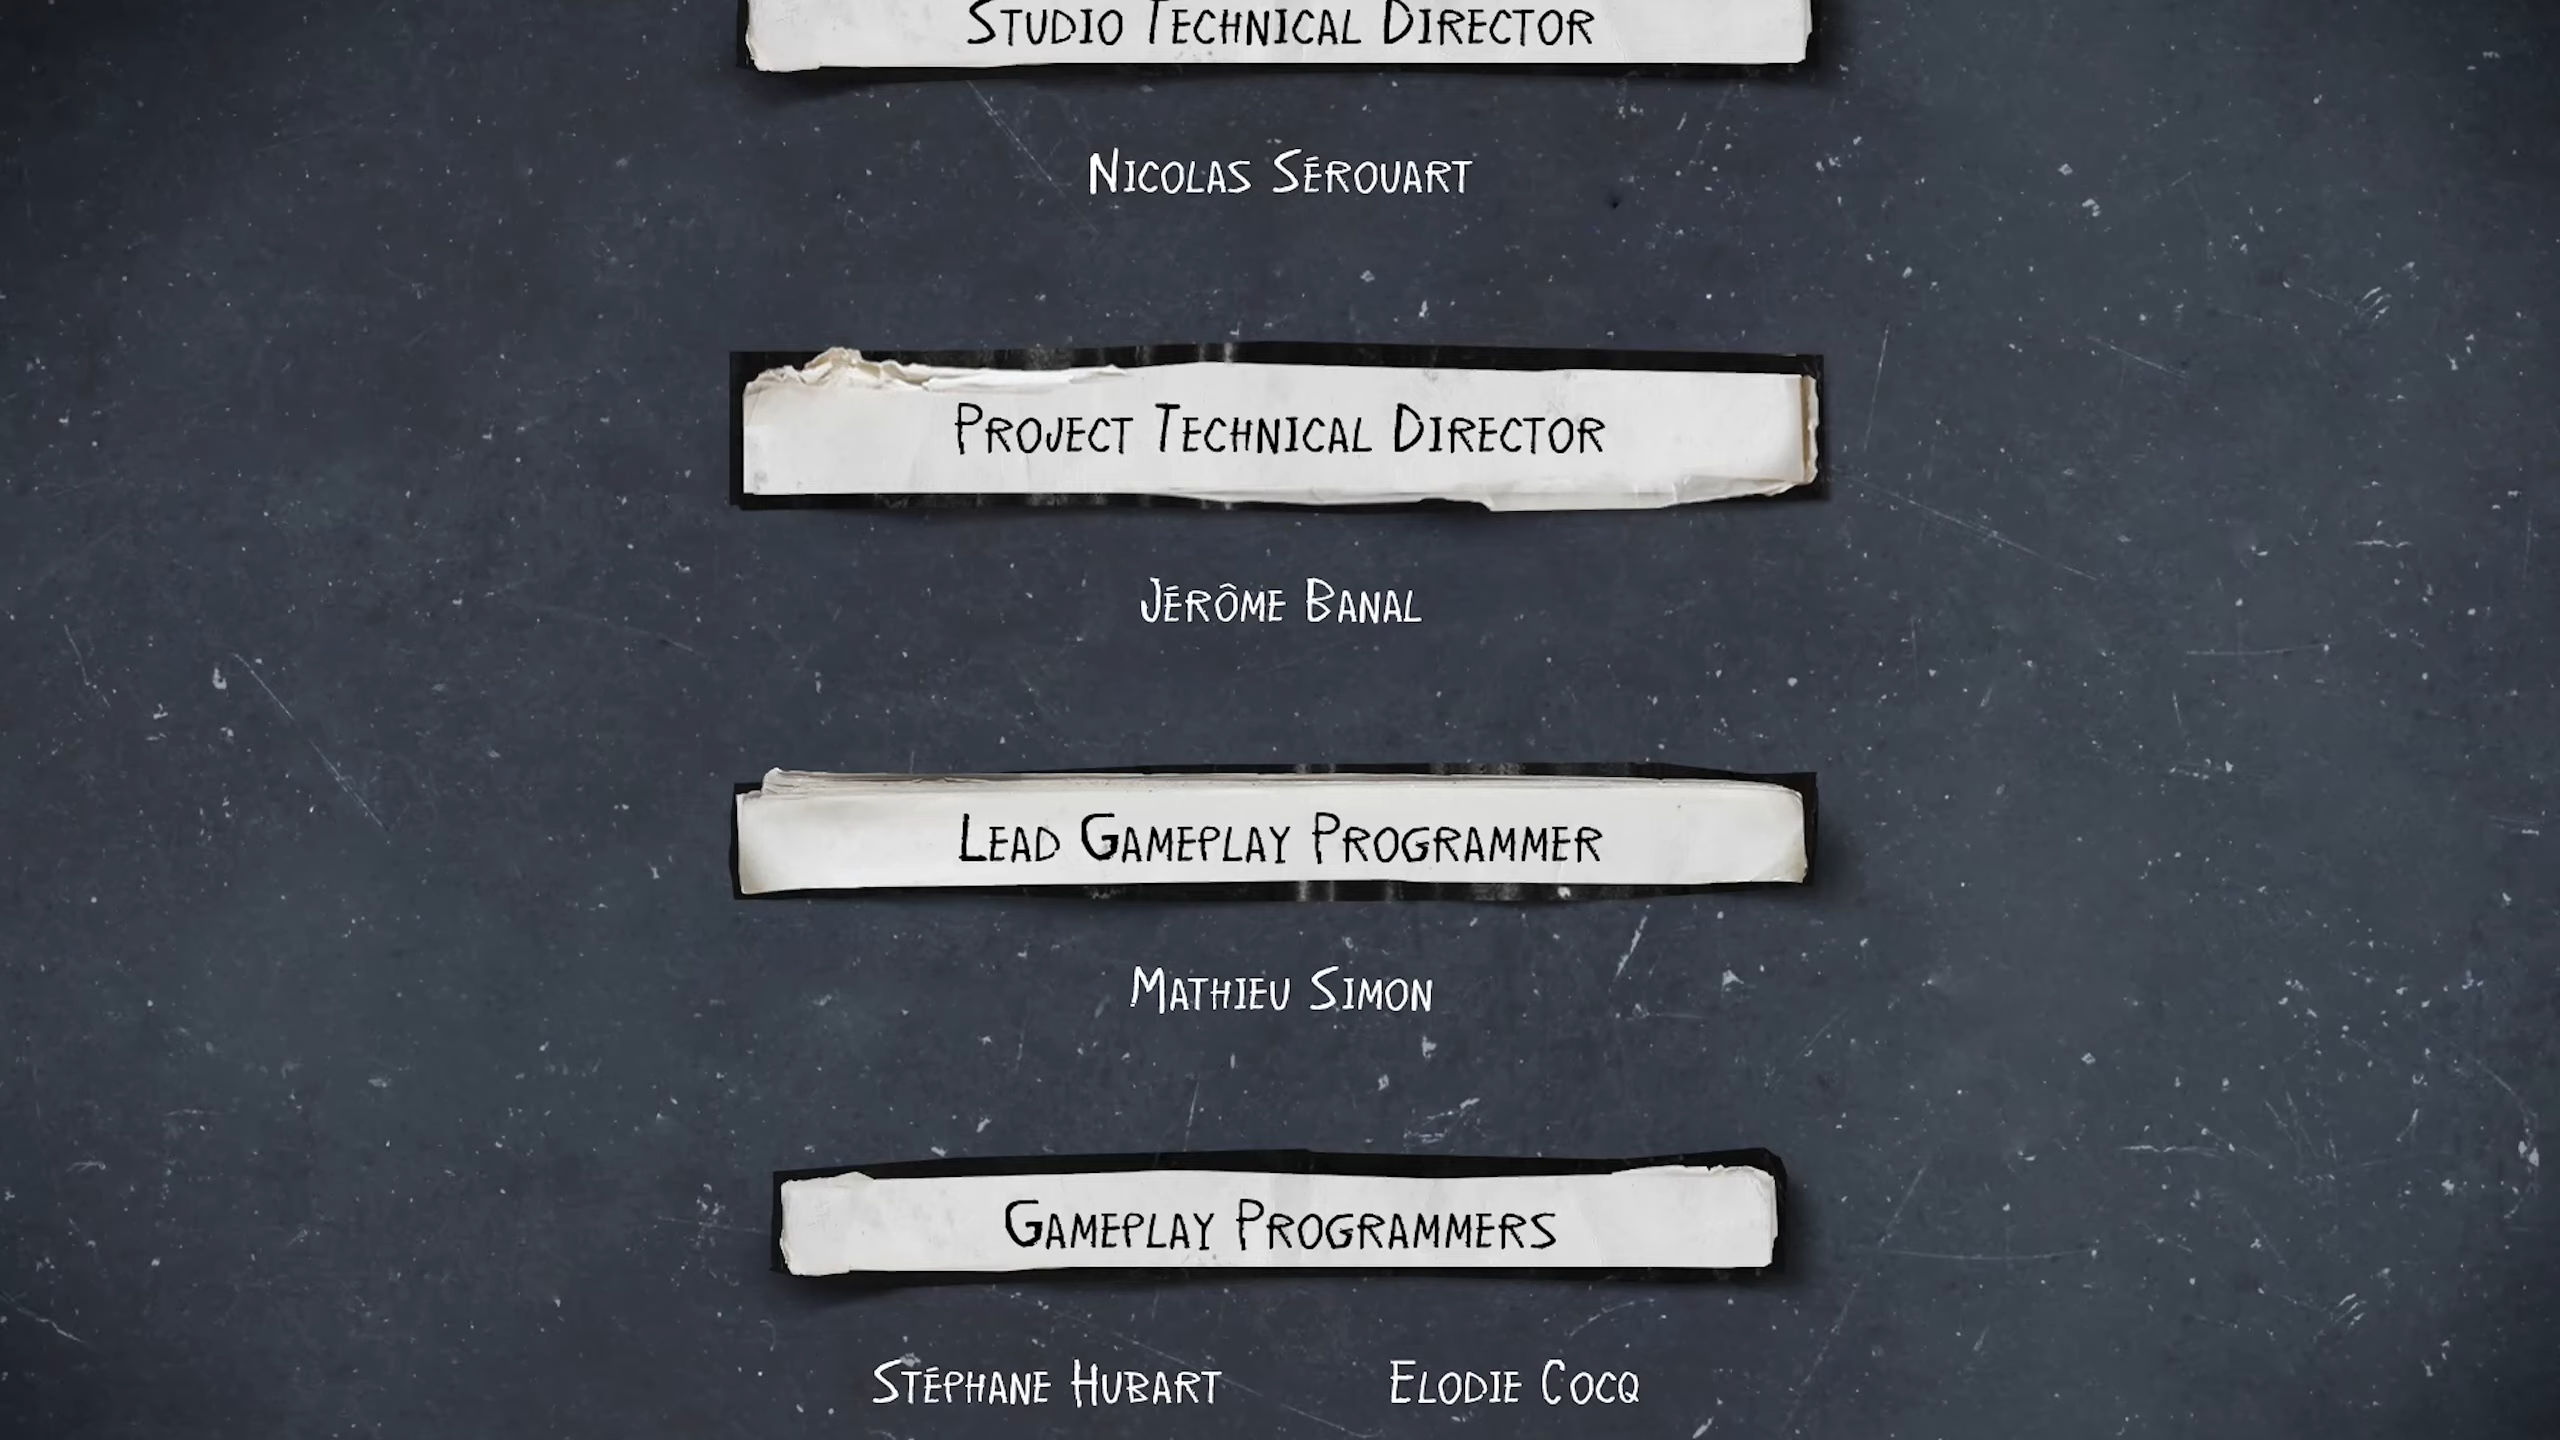 Studio Technical Director
Nicolas Sérouart
Project Technical Director
Jérôme Banal
Lead Gameplay Programmer
Mathieu Simon
Gameplay Programmers
Stéphane Hubart Elodie Cocq